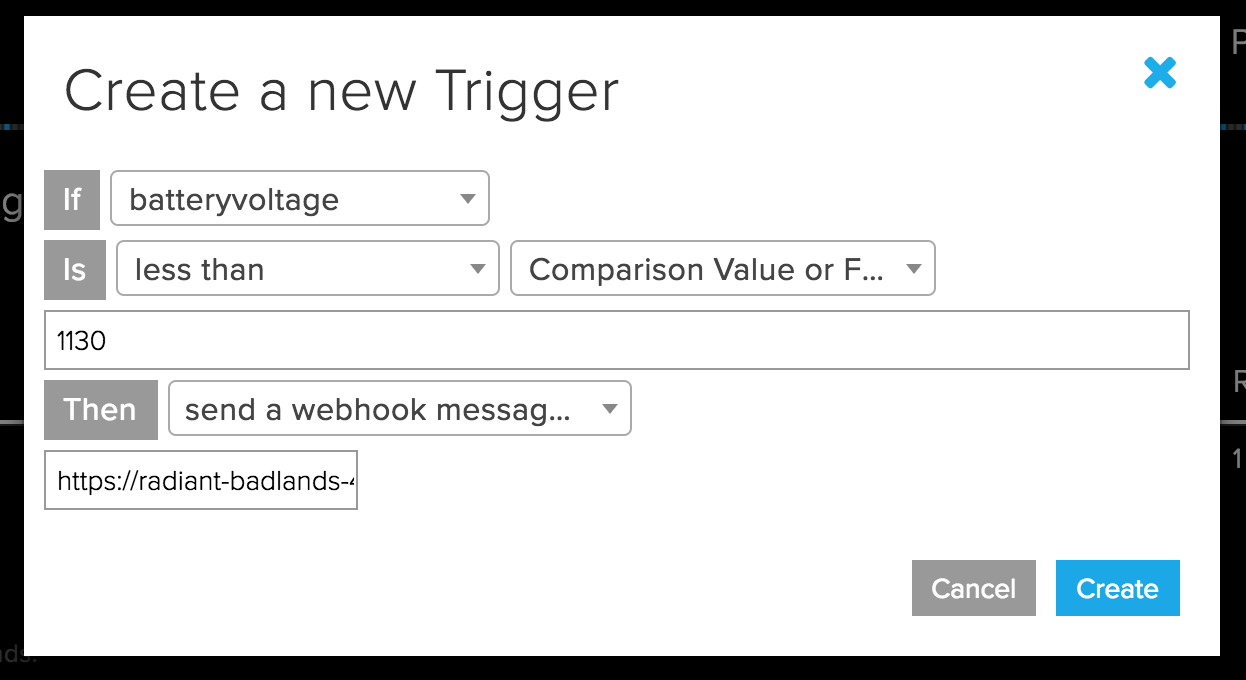 Create a new Trigger
If batteryvoltage
Is less than Comparison Value or F...
1130
Then send a webhook messag...
https://radiant-badlands-
Cancel Create